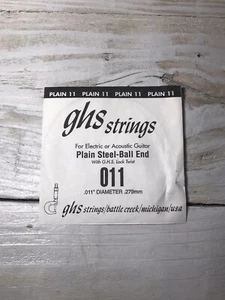 PLAIN 11 PLAIN 11 PLAIN 11 PLAIN 11
ghs strings
For Electric or Acoustic Guitar
Plain Steel-Ball End
With G.H.S. Lock Twist
011
.011" DIAMETER .279mm
ghs strings/battle creek/michigan/usa